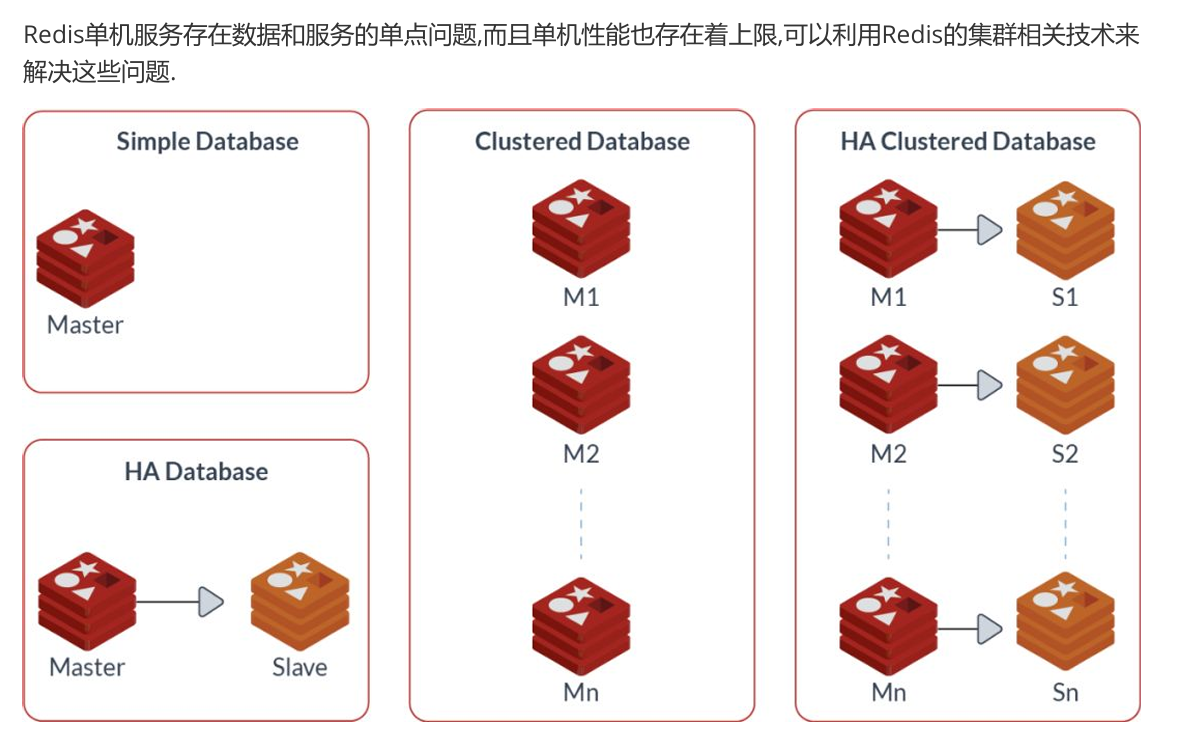 Redis单机服务存在数据和服务的单点问题,而且单机性能也存在着上限,可以利用Redis的集群相关技术来
解决这些问题.
Simple Database
Master
HA Database
Master
Slave
Clustered Database
M1
M2
Mn
HA Clustered Database
M1
S1
M2
S2
Mn
Sn